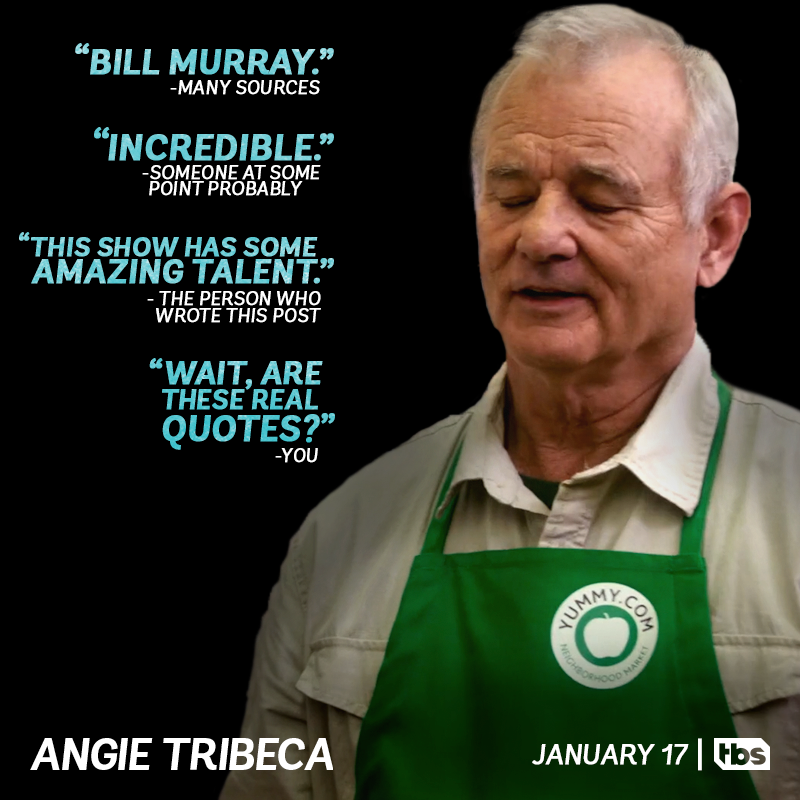 “BILL MURRAY.”
-MANY SOURCES
“INCREDIBLE.”
-SOMEONE AT SOME
POINT PROBABLY
“THIS SHOW HAS SOME
AMAZING TALENT.”
- THE PERSON WHO
WROTE THIS POST
“WAIT, ARE
THESE REAL
QUOTES?”
-YOU
YUMMY.COM
NEIGHBORHOOD MARKET
ANGIE TRIBECA
JANUARY 17 | tbs